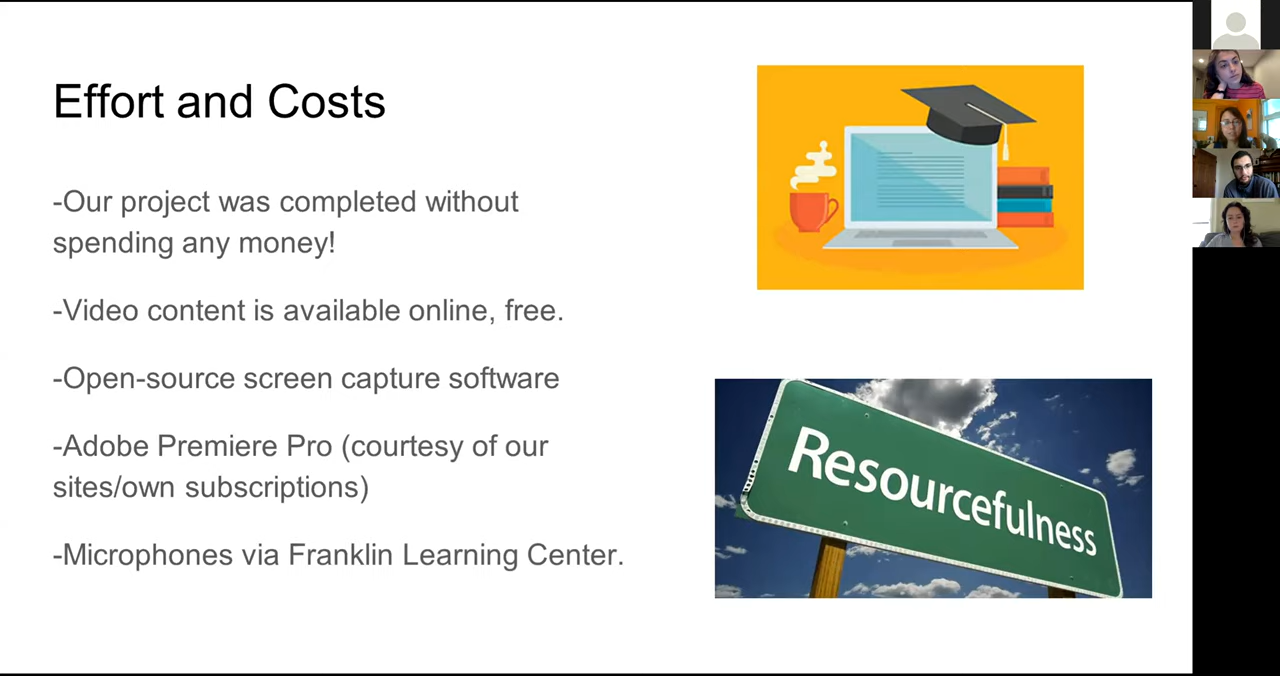 Effort and Costs
-Our project was completed without
spending any money!
-Video content is available online, free.
-Open-source screen capture software
-Adobe Premiere Pro (courtesy of our
sites/own subscriptions)
-Microphones via Franklin Learning Center.
Resourcefulness